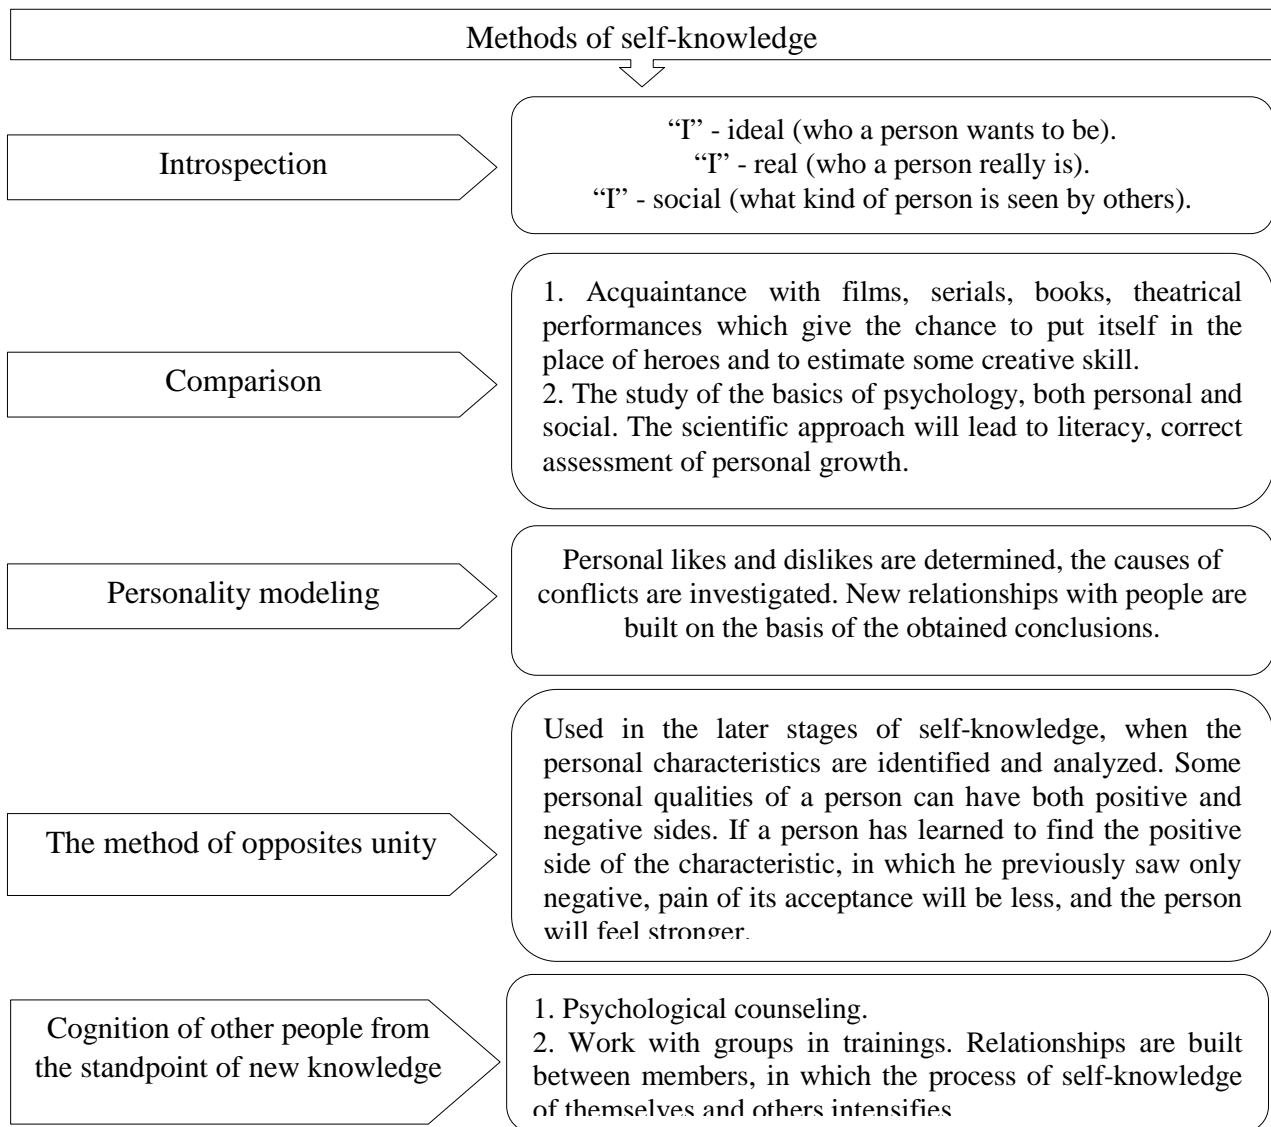 Methods of self-knowledge
Introspection
“I” - ideal (who a person wants to be).
“I” - real (who a person really is).
“I” - social (what kind of person is seen by others).
Comparison
1. Acquaintance with films, serials, books, theatrical
performances which give the chance to put itself in the
place of heroes and to estimate some creative skill.
2. The study of the basics of psychology, both personal and
social. The scientific approach will lead to literacy, correct
assessment of personal growth.
Personality modeling
Personal likes and dislikes are determined, the causes of
conflicts are investigated. New relationships with people are
built on the basis of the obtained conclusions.
The method of opposites unity
Used in the later stages of self-knowledge, when the
personal characteristics are identified and analyzed. Some
personal qualities of a person can have both positive and
negative sides. If a person has learned to find the positive
side of the characteristic, in which he previously saw only
negative, pain of its acceptance will be less, and the person
will feel stronger.
Cognition of other people from
the standpoint of new knowledge
1. Psychological counseling.
2. Work with groups in trainings. Relationships are built
between members, in which the process of self-knowledge
of themselves and others intensifies